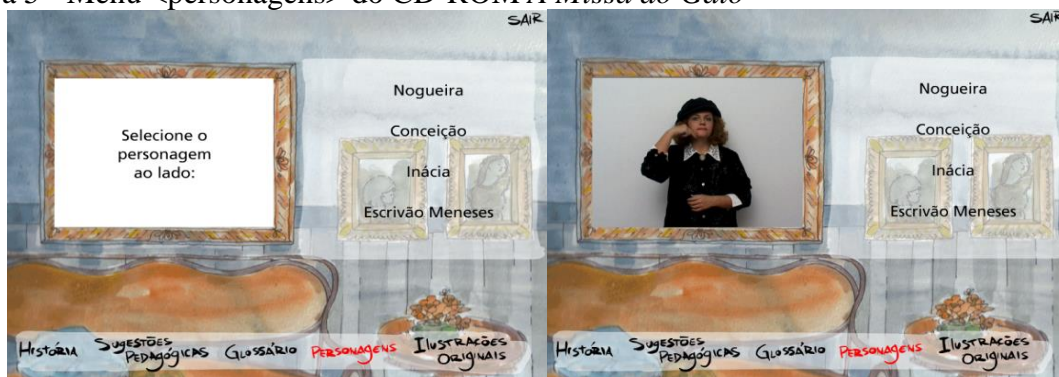 a 5 - Menu <personagens> do CD-ROM A Missa do Galo
SAIR
Selecione o
personagem
ao lado:
Nogueira
Conceição
Inácia
Escrivão Meneses
HISTÓRIA
SUGESTÕES
PEDAGÓGICAS
GLOSSÁRIO
PERSONAGENS
ILUSTRAÇÕES
ORIGINAIS
SAIR
Nogueira
Conceição
Inácia
Escrivão Meneses
HISTÓRIA
SUGESTÕES
PEDAGÓGICAS
GLOSSÁRIO
PERSONAGENS
ILUSTRAÇÕES
ORIGINAIS